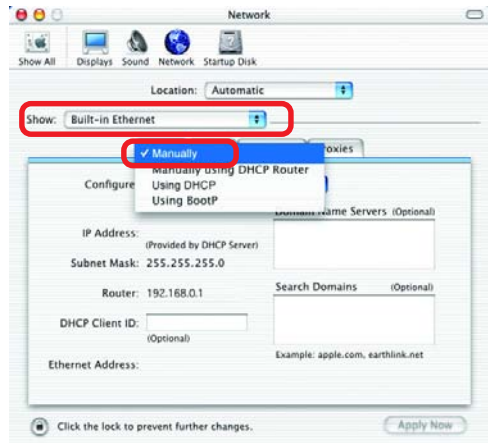 Network
Show All Displays Sound Network Startup Disk
Location: Automatic
Show: Built-in Ethernet
✓ Manually
Manually using DHCP Router
Using DHCP
Using BootP
Proxies
Configure
Domain Name Servers (Optional)
IP Address:
(Provided by DHCP Server)
Subnet Mask: 255.255.255.0
Router: 192.168.0.1
Search Domains (Optional)
DHCP Client ID:
(Optional)
Example: apple.com, earthlink.net
Ethernet Address:
Click the lock to prevent further changes.
Apply Now